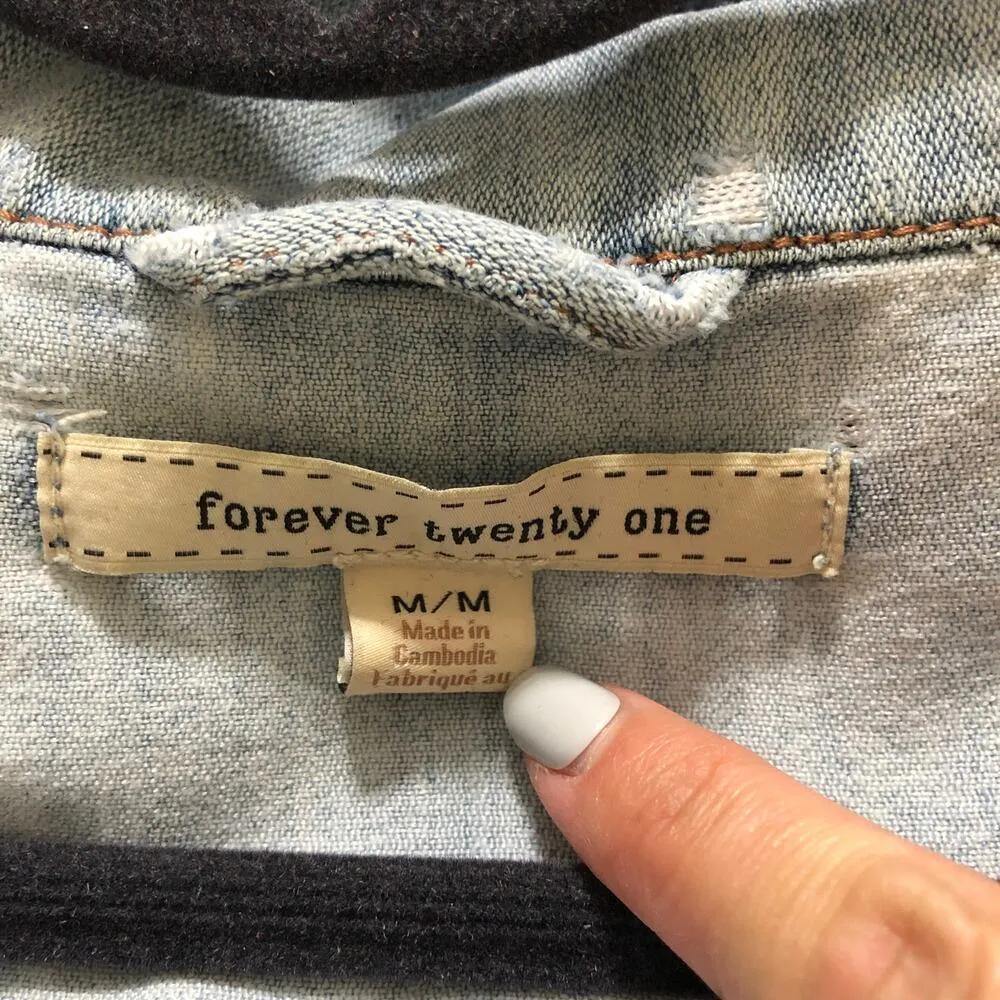 forever twenty one
M/M
Made in
Cambodia
Fabriqué au